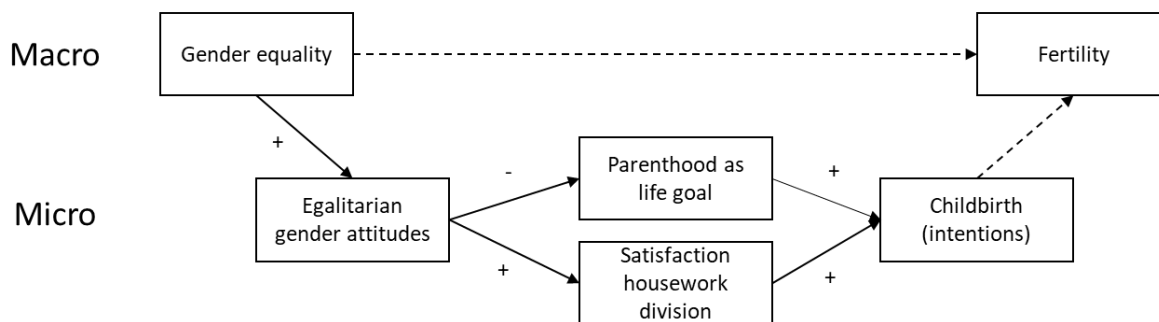 Macro
Gender equality
Fertility
+
Micro
Egalitarian
gender attitudes
-
+
Parenthood as
life goal
Satisfaction
housework
division
+
+
Childbirth
(intentions)